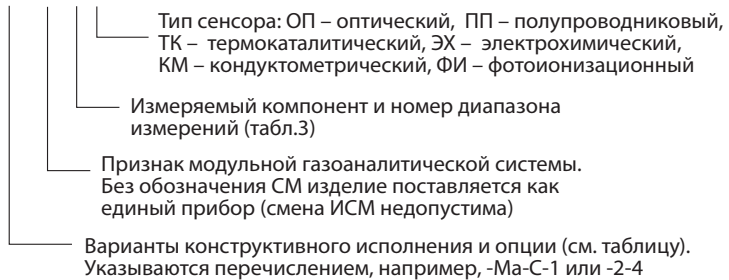 Тип сенсора: ОП – оптический, ПП – полупроводниковый,
ТК – термокаталитический, ЭХ – электрохимический,
КМ – кондуктометрический, ФИ – фотоионизационный
Измеряемый компонент и номер диапазона
измерений (табл.3)
Признак модульной газоаналитической системы.
Без обозначения СМ изделие поставляется как
единый прибор (смена ИСМ недопустима)
Варианты конструктивного исполнения и опции (см. таблицу).
Указываются перечислением, например, -Ма-С-1 или -2-4